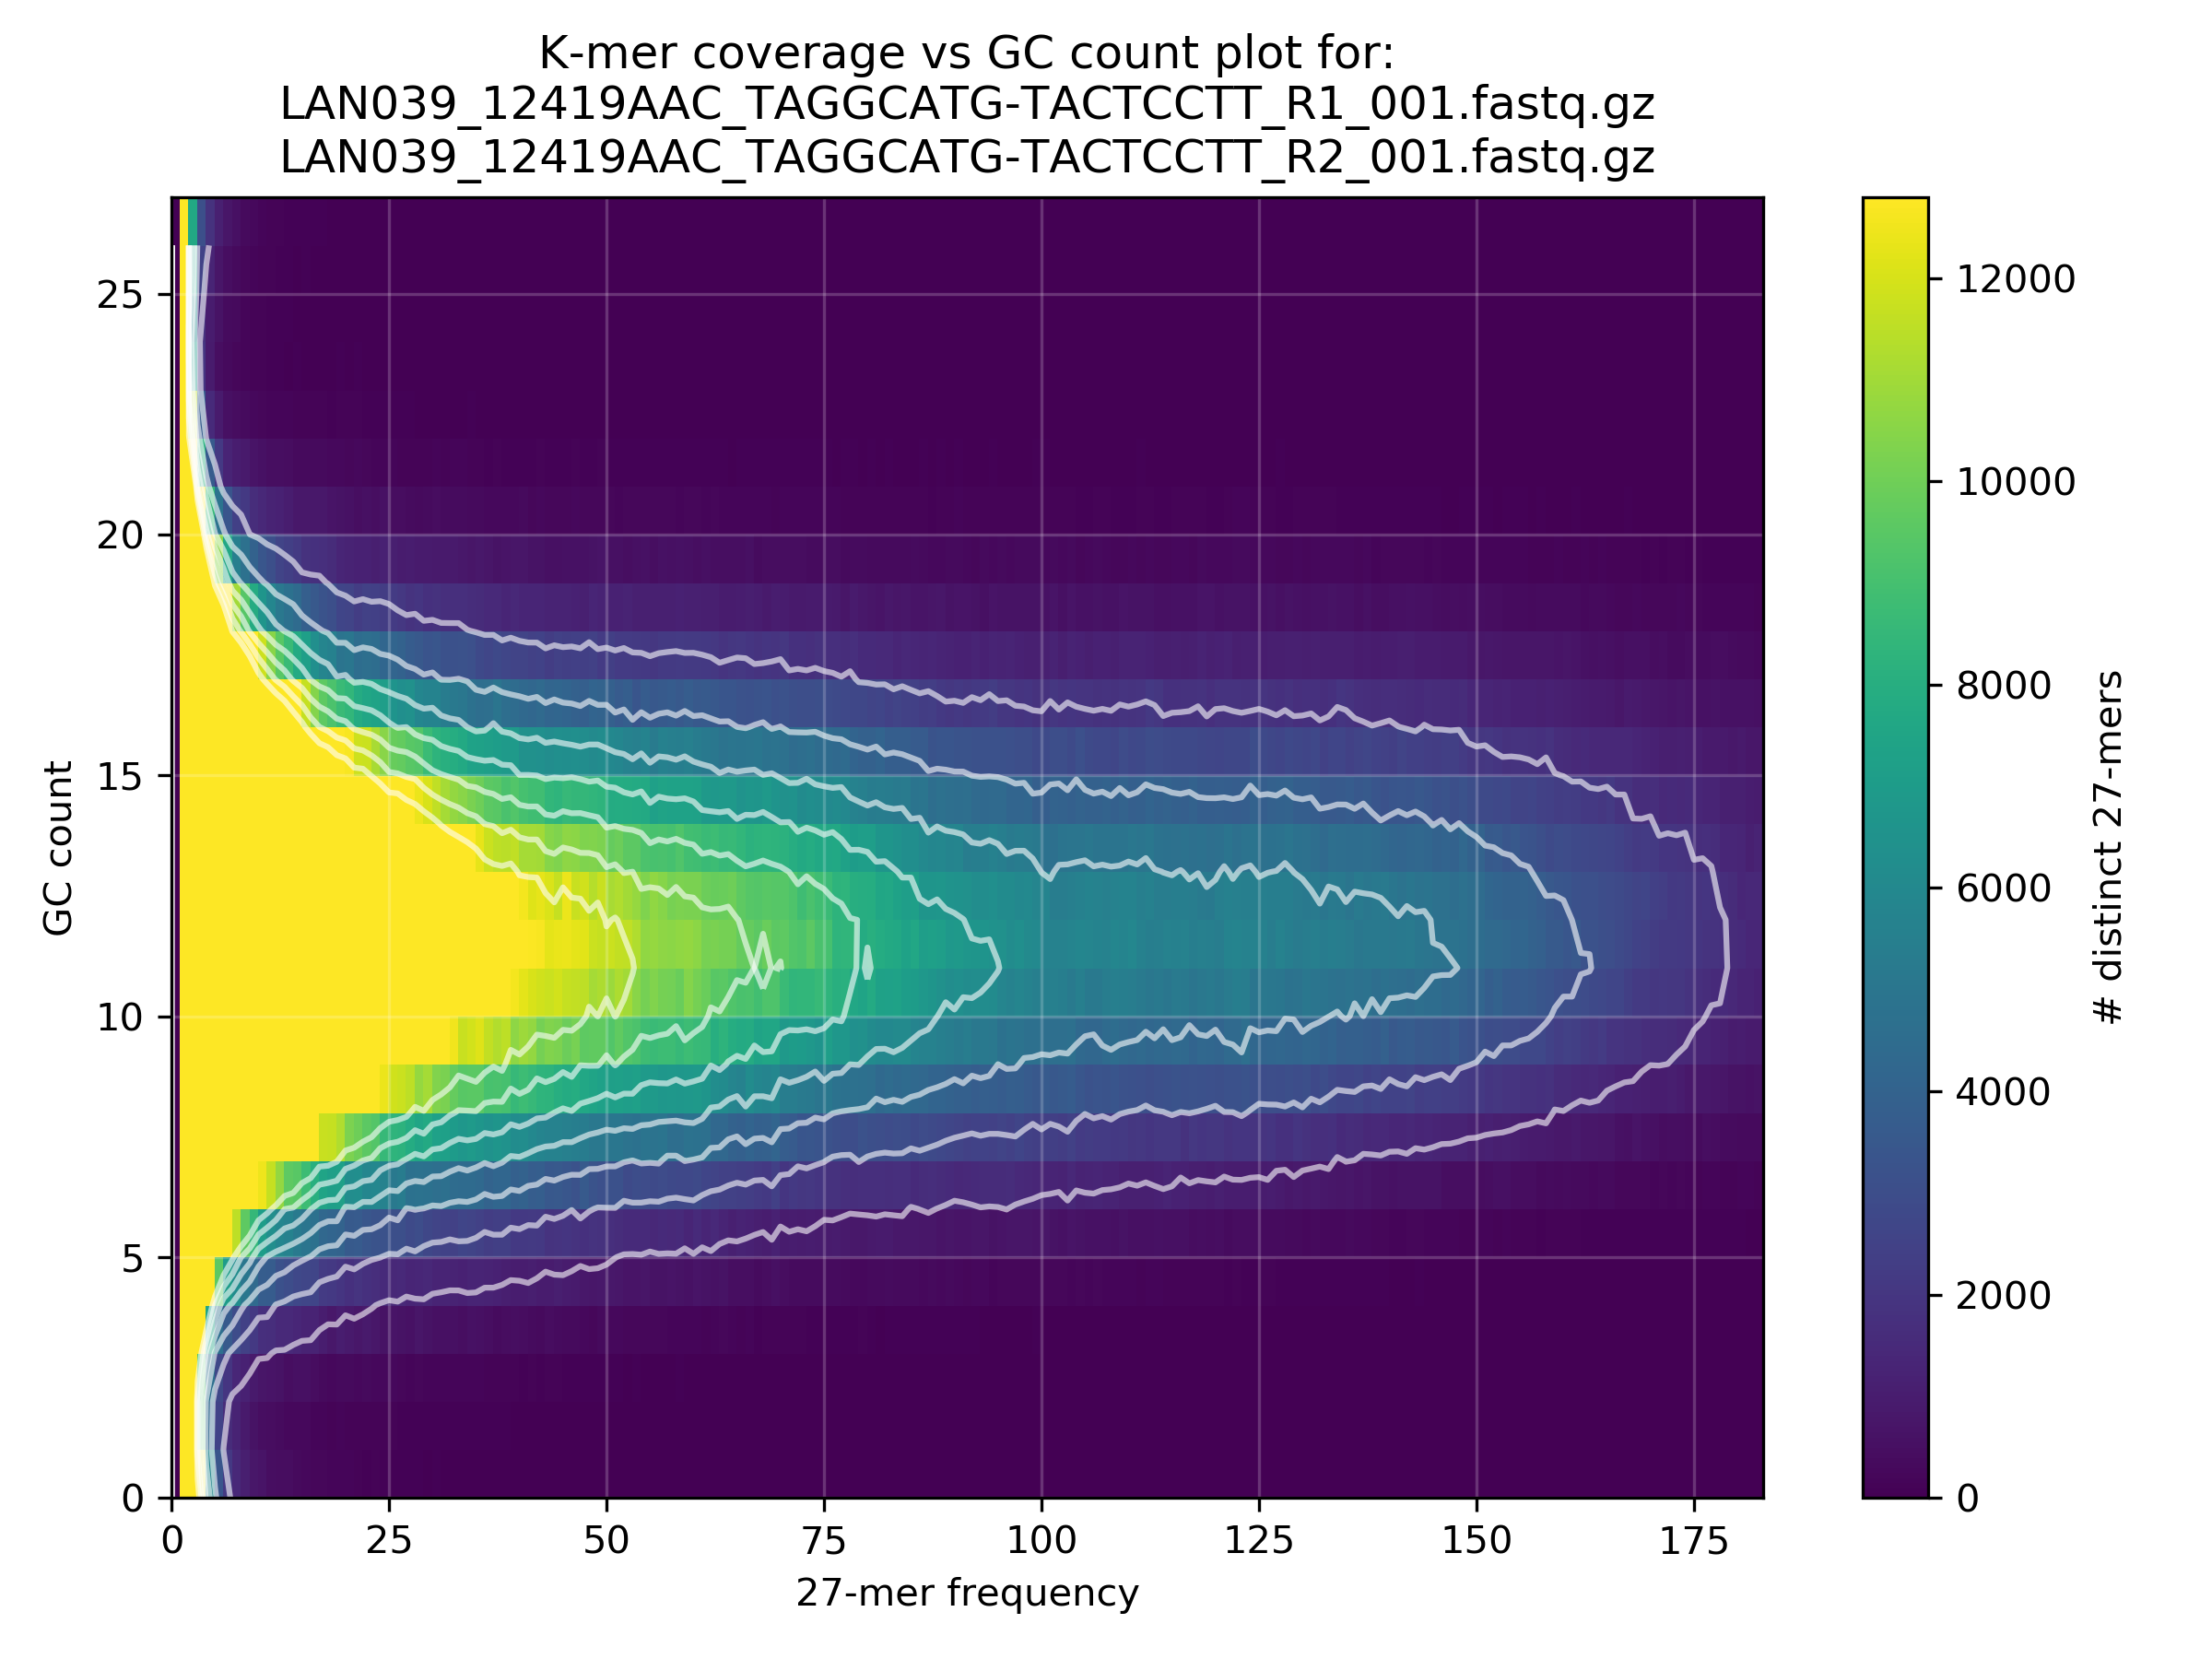 K-mer coverage vs GC count plot for:
LAN039_12419AAC_TAGGCATG-TACTCCTT_R1_001.fastq.gz
LAN039_12419AAC_TAGGCATG-TACTCCTT_R2_001.fastq.gz
GC count
25
20
15
10
5
0
0 25 50 75 100 125 150 175
27-mer frequency
12000
10000
8000
6000
4000
2000
0
# distinct 27-mers